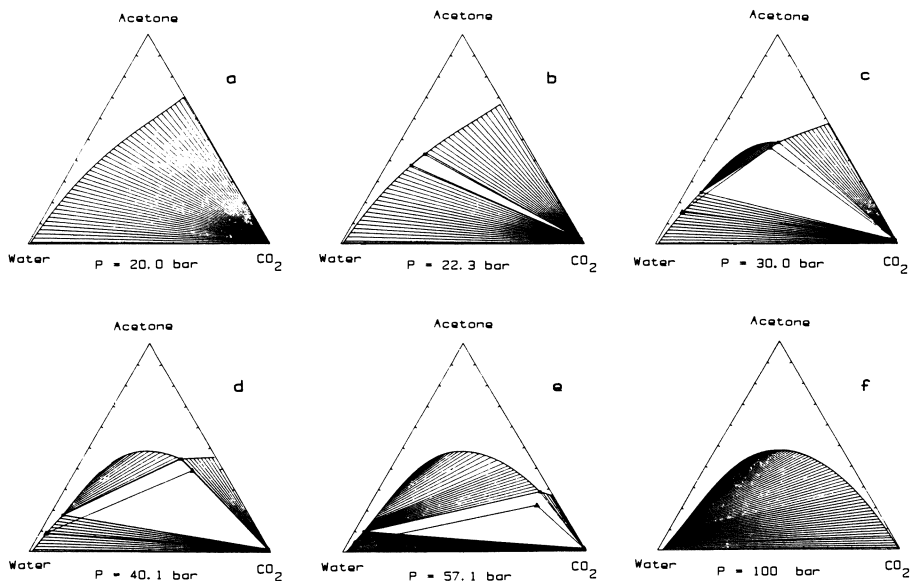 Acetone
a
Water
CO2
P = 20.0 bar
Acetone
b
Water
CO2
P = 22.3 bar
Acetone
c
Water
CO2
P = 30.0 bar
Acetone
d
Water
CO2
P = 40.1 bar
Acetone
e
Water
CO2
P = 57.1 bar
Acetone
f
Water
CO2
P = 100 bar